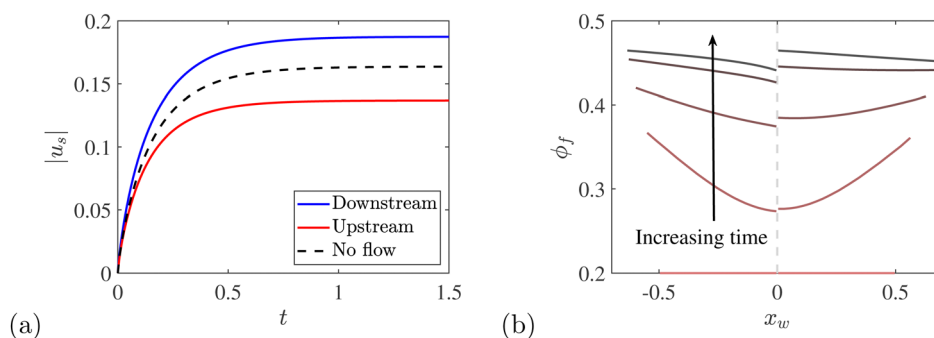 0.2
0.15
0.1
0.05
0
|u_s|
0
0.5
1
1.5
t
Downstream
Upstream
No flow
(a)
0.5
0.4
0.3
0.2
ϕ_f
Increasing time
-0.5
0
0.5
x_w
(b)